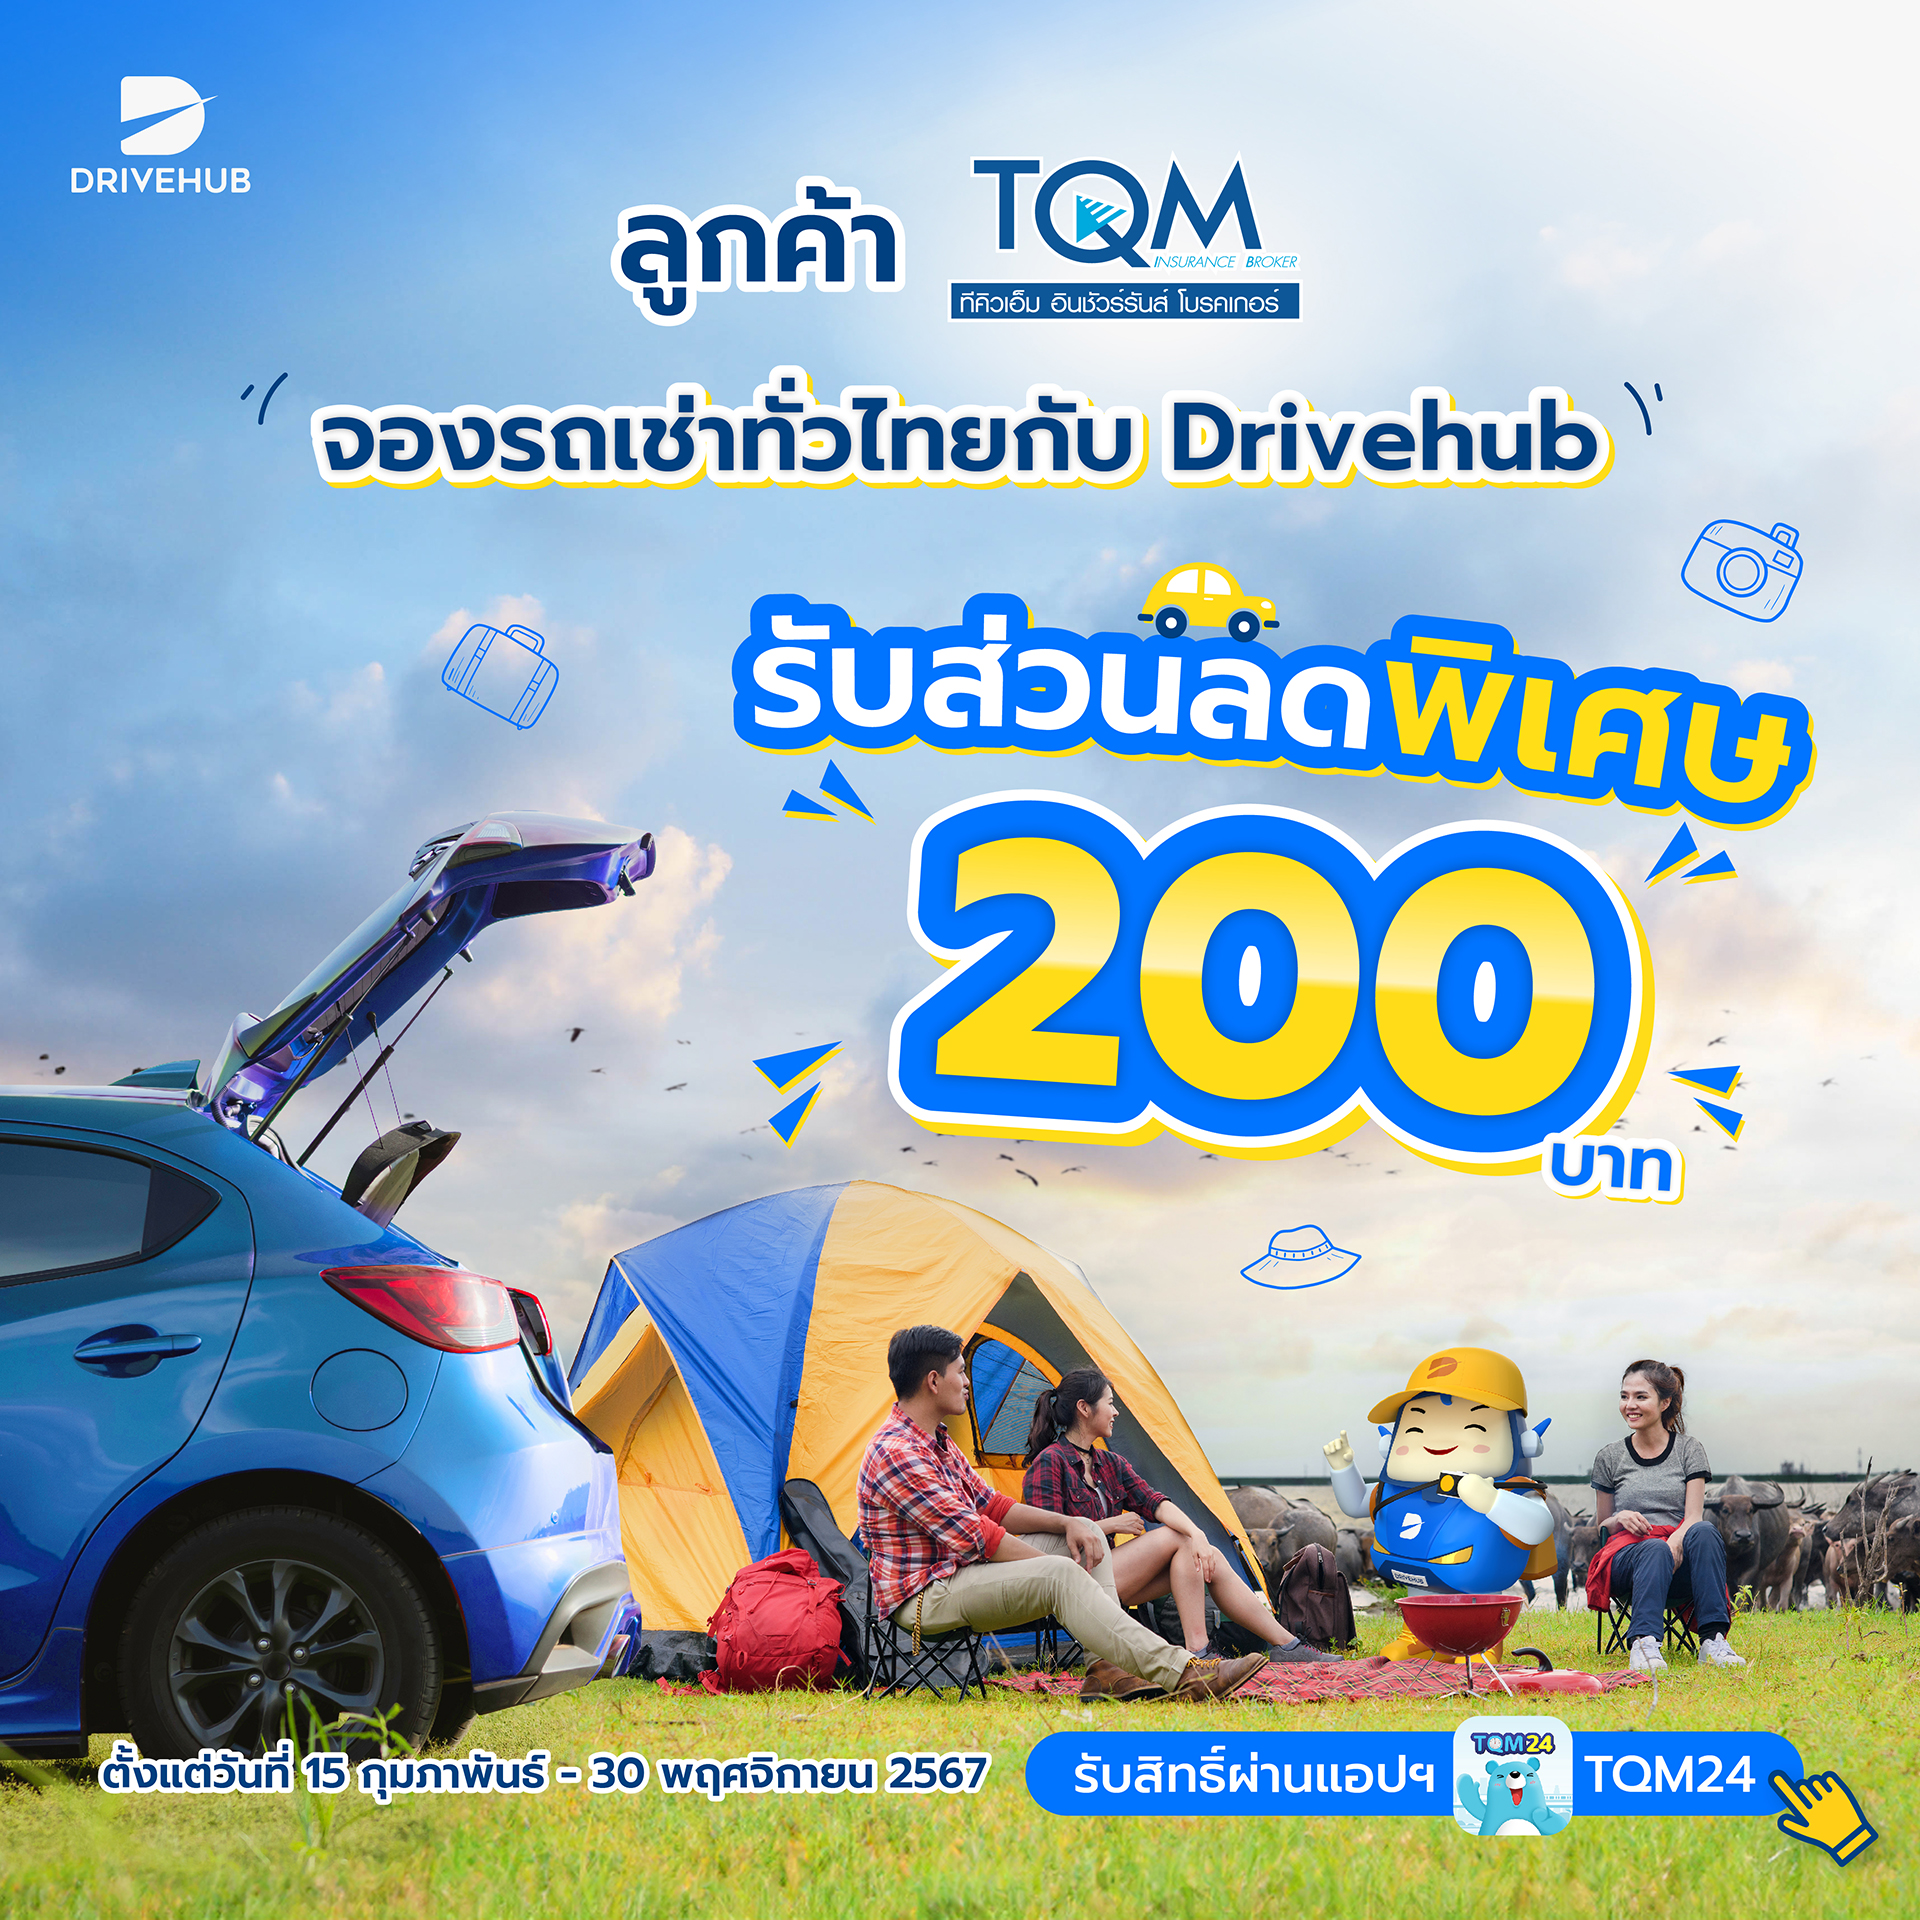 DRIVEHUB
ลูกค้า
TQM
INSURANCE BROKER
ทีคิวเอ็ม อินชัวร์รันส์ โบรคเกอร์
จองรถเช่าทั่วไทยกับ Drivehub
รับส่วนลดพิเศษ
200
บาท
DRIVEHUB
ตั้งแต่วันที่ 15 กุมภาพันธ์ - 30 พฤศจิกายน 2567
รับสิทธิ์ผ่านแอปฯ TQM24 TQM24